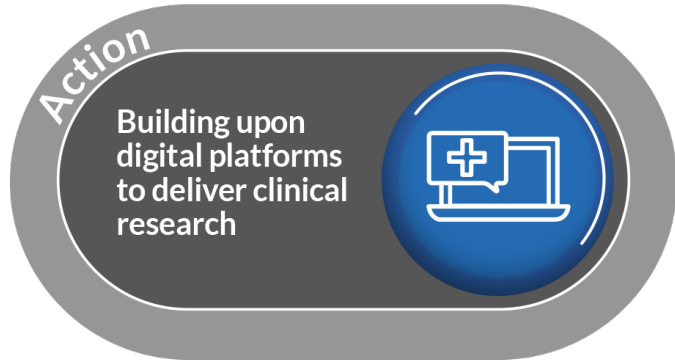 Action
Building upon
digital platforms
to deliver clinical
research